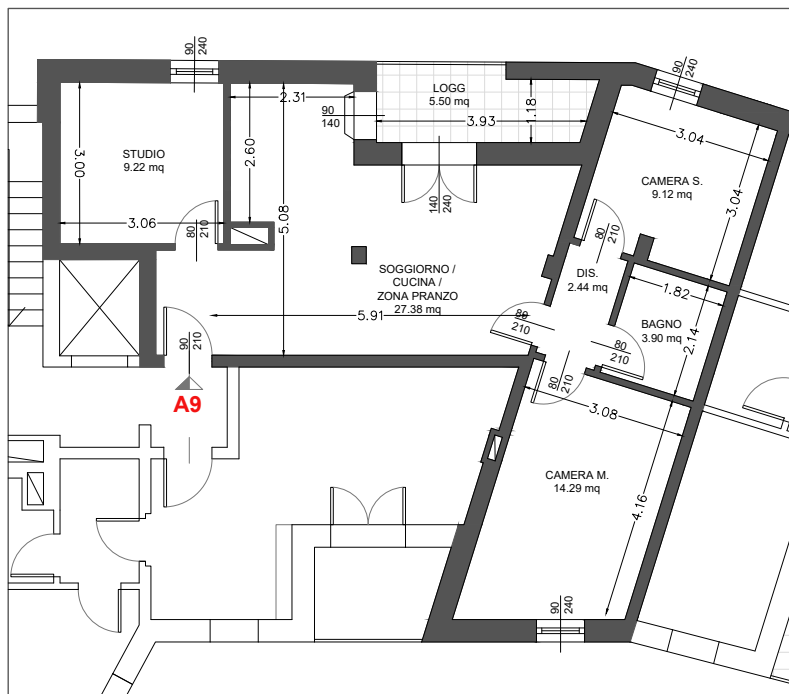 90
240
LOGG
5.50 mq
90
240
2.31
90
140
1.18
3.93
3.04
STUDIO
9.22 mq
3.00
2.60
5.08
CAMERA S.
9.12 mq
3.04
3.06
80
210
140
240
80
210
SOGGIORNO /
CUCINA /
ZONA PRANZO
27.38 mq
DIS.
2.44 mq
1.82
5.91
80
210
BAGNO
3.90 mq
2.14
90
210
80
210
80
210
A9
3.08
CAMERA M.
14.29 mq
4.16
90
240